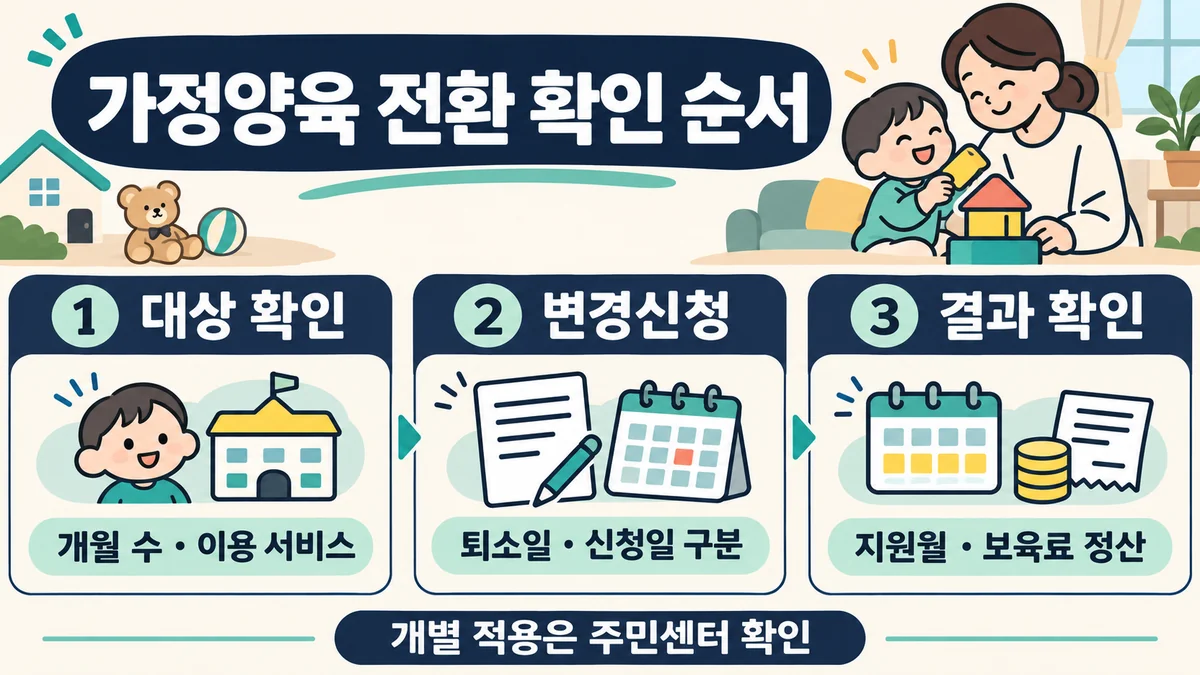 가정양육 전환 확인 순서
1 대상 확인
개월 수 · 이용 서비스
2 변경신청
퇴소일 · 신청일 구분
3 결과 확인
지원월 · 보육료 정산
개별 적용은 주민센터 확인